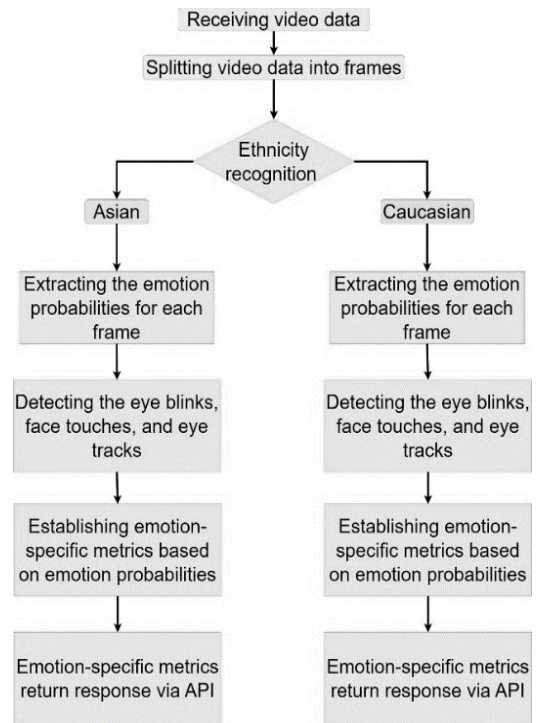 Receiving video data
Splitting video data into frames
Ethnicity
recognition
Asian
Caucasian
Extracting the emotion
probabilities for each
frame
Extracting the emotion
probabilities for each
frame
Detecting the eye blinks,
face touches, and eye
tracks
Detecting the eye blinks,
face touches, and eye
tracks
Establishing emotion-
specific metrics based
on emotion probabilities
Establishing emotion-
specific metrics based
on emotion probabilities
Emotion-specific metrics
return response via API
Emotion-specific metrics
return response via API